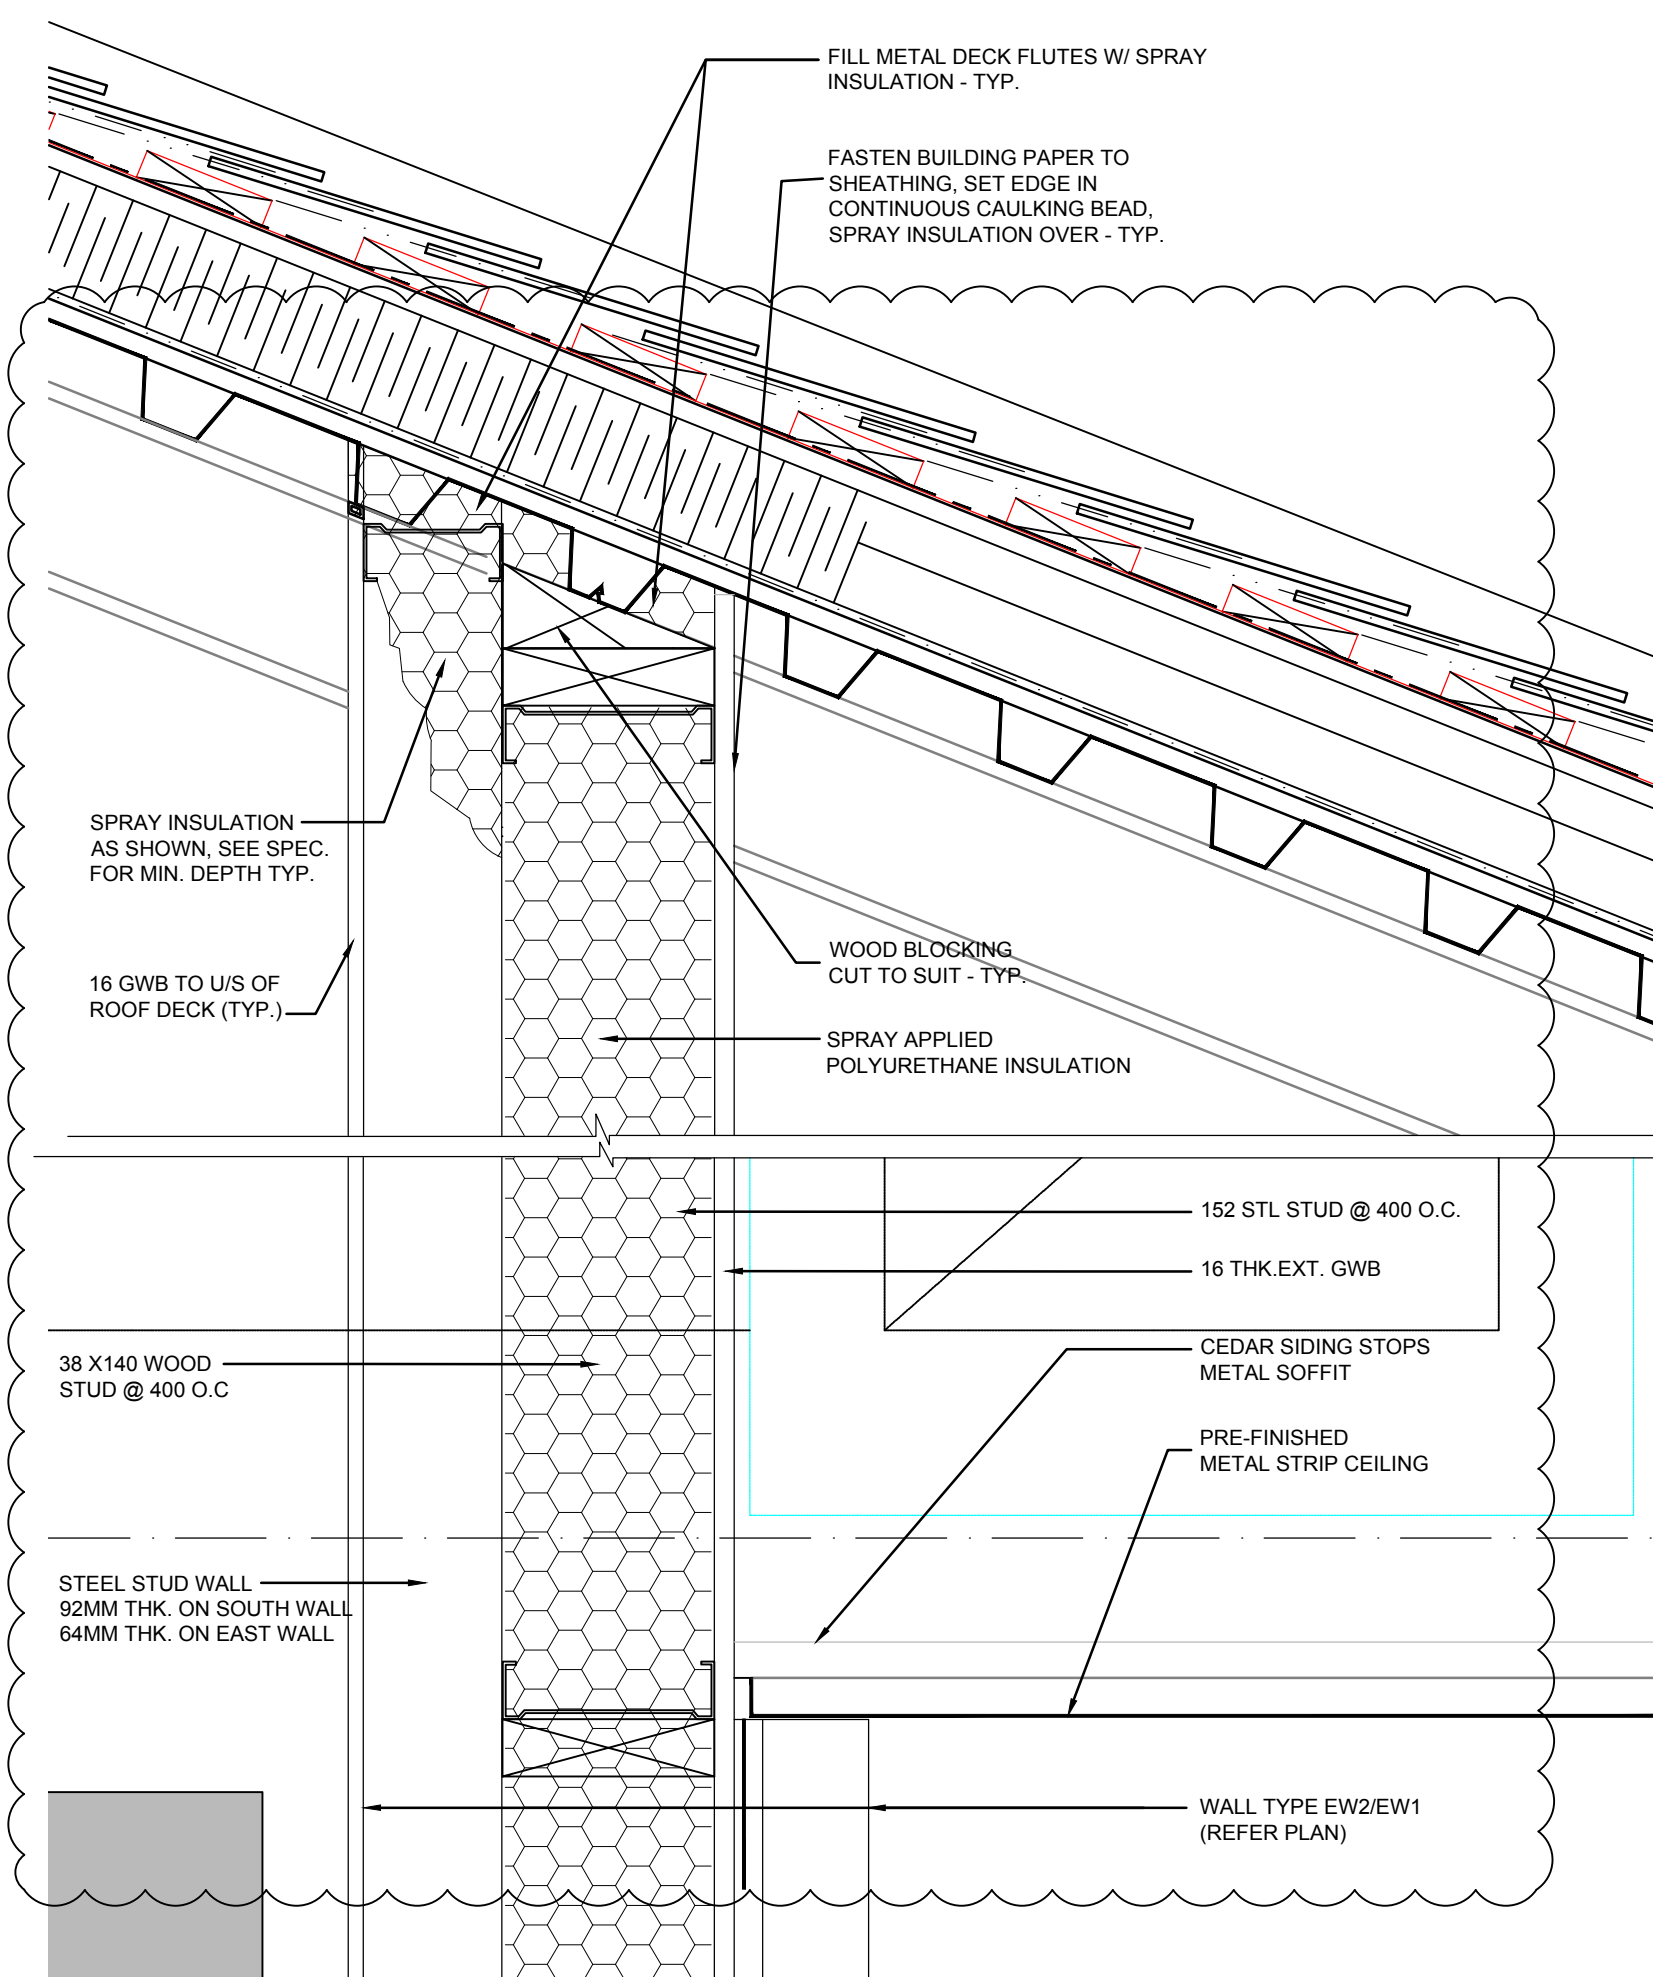 FILL METAL DECK FLUTES W/ SPRAY
INSULATION - TYP.
FASTEN BUILDING PAPER TO
SHEATHING, SET EDGE IN
CONTINUOUS CAULKING BEAD,
SPRAY INSULATION OVER - TYP.
SPRAY INSULATION
AS SHOWN, SEE SPEC.
FOR MIN. DEPTH TYP.
WOOD BLOCKING
CUT TO SUIT - TYP.
16 GWB TO U/S OF
ROOF DECK (TYP.)
SPRAY APPLIED
POLYURETHANE INSULATION
152 STL STUD @ 400 O.C.
16 THK.EXT. GWB
38 X140 WOOD
STUD @ 400 O.C
CEDAR SIDING STOPS
METAL SOFFIT
PRE-FINISHED
METAL STRIP CEILING
STEEL STUD WALL
92MM THK. ON SOUTH WALL
64MM THK. ON EAST WALL
WALL TYPE EW2/EW1
(REFER PLAN)